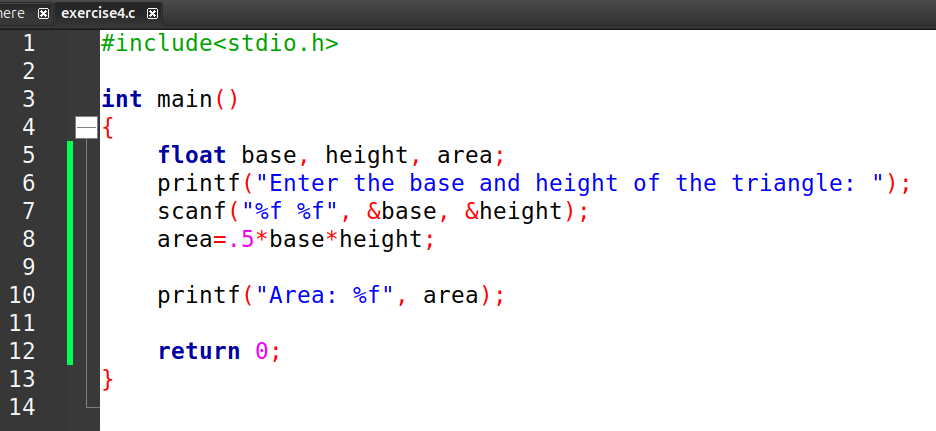 here exercise4.c
1 #include<stdio.h>
2
3 int main()
4 {
5 float base, height, area;
6 printf("Enter the base and height of the triangle: ");
7 scanf("%f %f", &base, &height);
8 area=.5*base*height;
9
10 printf("Area: %f", area);
11
12 return 0;
13 }
14